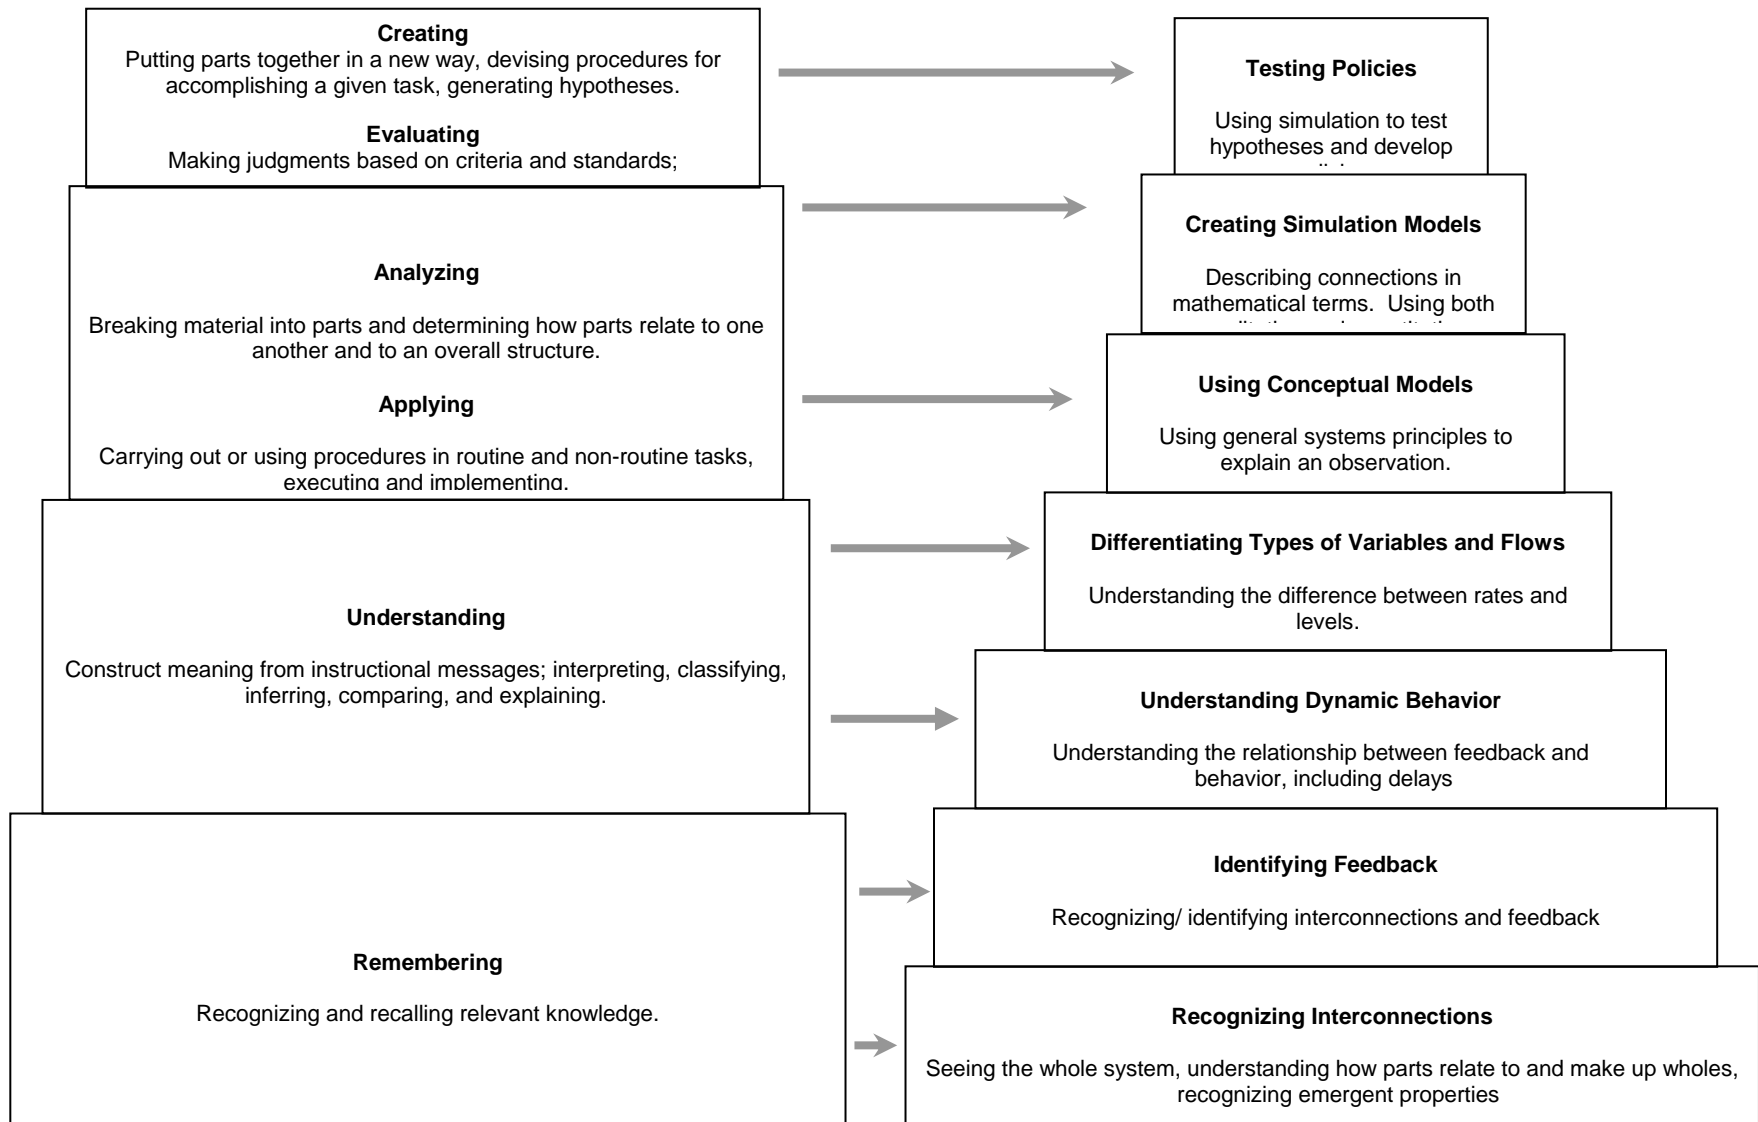 Creating
Putting parts together in a new way, devising procedures for
accomplishing a given task, generating hypotheses.
Evaluating
Making judgments based on criteria and standards;
Analyzing
Breaking material into parts and determining how parts relate to one
another and to an overall structure.
Applying
Carrying out or using procedures in routine and non-routine tasks,
executing and implementing.
Understanding
Construct meaning from instructional messages; interpreting, classifying,
inferring, comparing, and explaining.
Remembering
Recognizing and recalling relevant knowledge.
Testing Policies
Using simulation to test
hypotheses and develop
Creating Simulation Models
Describing connections in
mathematical terms. Using both
Using Conceptual Models
Using general systems principles to
explain an observation.
Differentiating Types of Variables and Flows
Understanding the difference between rates and
levels.
Understanding Dynamic Behavior
Understanding the relationship between feedback and
behavior, including delays
Identifying Feedback
Recognizing/ identifying interconnections and feedback
Recognizing Interconnections
Seeing the whole system, understanding how parts relate to and make up wholes,
recognizing emergent properties